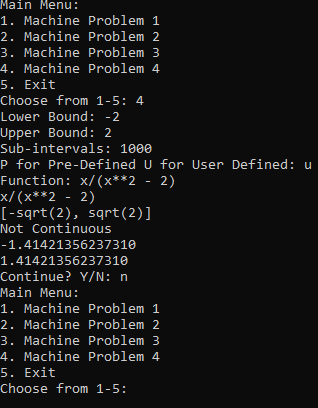 Main Menu:
1. Machine Problem 1
2. Machine Problem 2
3. Machine Problem 3
4. Machine Problem 4
5. Exit
Choose from 1-5: 4
Lower Bound: -2
Upper Bound: 2
Sub-intervals: 1000
P for Pre-Defined U for User Defined: u
Function: x/(x**2 - 2)
x/(x**2 - 2)
[-sqrt(2), sqrt(2)]
Not Continuous
-1.41421356237310
1.41421356237310
Continue? Y/N: n
Main Menu:
1. Machine Problem 1
2. Machine Problem 2
3. Machine Problem 3
4. Machine Problem 4
5. Exit
Choose from 1-5: